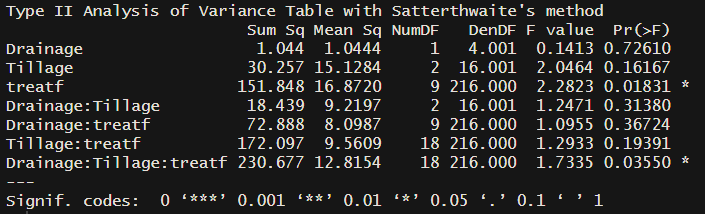 Type II Analysis of Variance Table with Satterthwaite's method
                        Sum Sq Mean Sq NumDF   DenDF F value  Pr(>F)
Drainage                 1.044  1.0444     1   4.001  0.1413 0.72610
Tillage                 30.257 15.1284     2  16.001  2.0464 0.16167
treatf                 151.848 16.8720     9 216.000  2.2823 0.01831 *
Drainage:Tillage        18.439  9.2197     2  16.001  1.2471 0.31380
Drainage:treatf         72.888  8.0987     9 216.000  1.0955 0.36724
Tillage:treatf         172.097  9.5609    18 216.000  1.2933 0.19391
Drainage:Tillage:treatf 230.677 12.8154    18 216.000  1.7335 0.03550 *
---
Signif. codes:  0 ‘***’ 0.001 ‘**’ 0.01 ‘*’ 0.05 ‘.’ 0.1 ‘ ’ 1